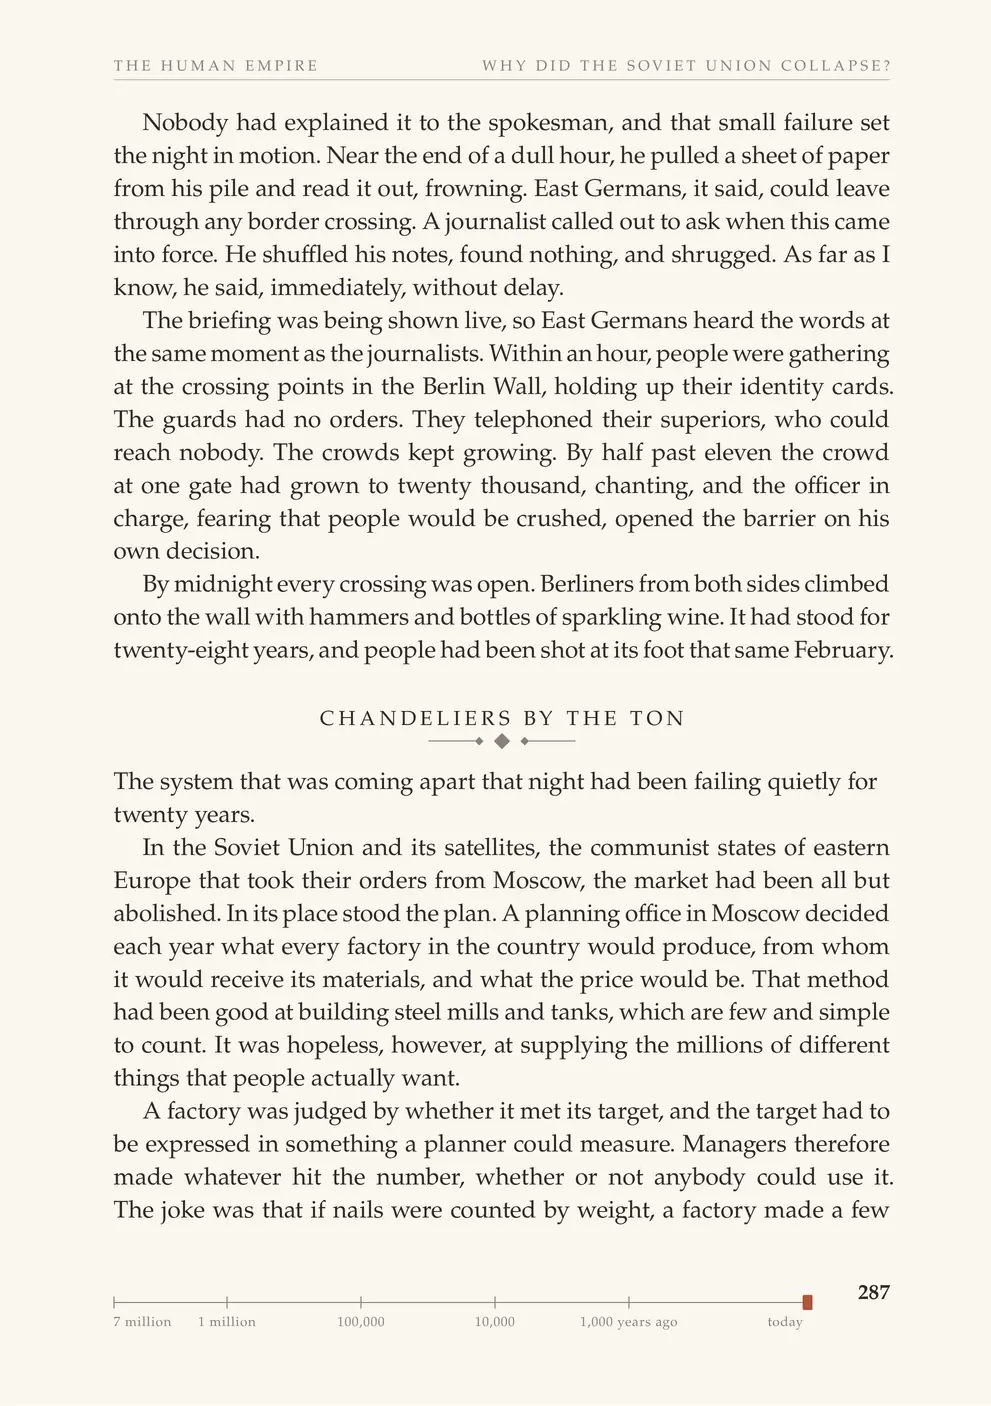 THE HUMAN EMPIRE
WHY DID THE SOVIET UNION COLLAPSE?
Nobody had explained it to the spokesman, and that small failure set
the night in motion. Near the end of a dull hour, he pulled a sheet of paper
from his pile and read it out, frowning. East Germans, it said, could leave
through any border crossing. A journalist called out to ask when this came
into force. He shuffled his notes, found nothing, and shrugged. As far as I
know, he said, immediately, without delay.
The briefing was being shown live, so East Germans heard the words at
the same moment as the journalists. Within an hour, people were gathering
at the crossing points in the Berlin Wall, holding up their identity cards.
The guards had no orders. They telephoned their superiors, who could
reach nobody. The crowds kept growing. By half past eleven the crowd
at one gate had grown to twenty thousand, chanting, and the officer in
charge, fearing that people would be crushed, opened the barrier on his
own decision.
By midnight every crossing was open. Berliners from both sides climbed
onto the wall with hammers and bottles of sparkling wine. It had stood for
twenty-eight years, and people had been shot at its foot that same February.
CHANDELIERS BY THE TON
The system that was coming apart that night had been failing quietly for
twenty years.
In the Soviet Union and its satellites, the communist states of eastern
Europe that took their orders from Moscow, the market had been all but
abolished. In its place stood the plan. A planning office in Moscow decided
each year what every factory in the country would produce, from whom
it would receive its materials, and what the price would be. That method
had been good at building steel mills and tanks, which are few and simple
to count. It was hopeless, however, at supplying the millions of different
things that people actually want.
A factory was judged by whether it met its target, and the target had to
be expressed in something a planner could measure. Managers therefore
made whatever hit the number, whether or not anybody could use it.
The joke was that if nails were counted by weight, a factory made a few
287
7 million
1 million
100,000
10,000
1,000 years ago
today